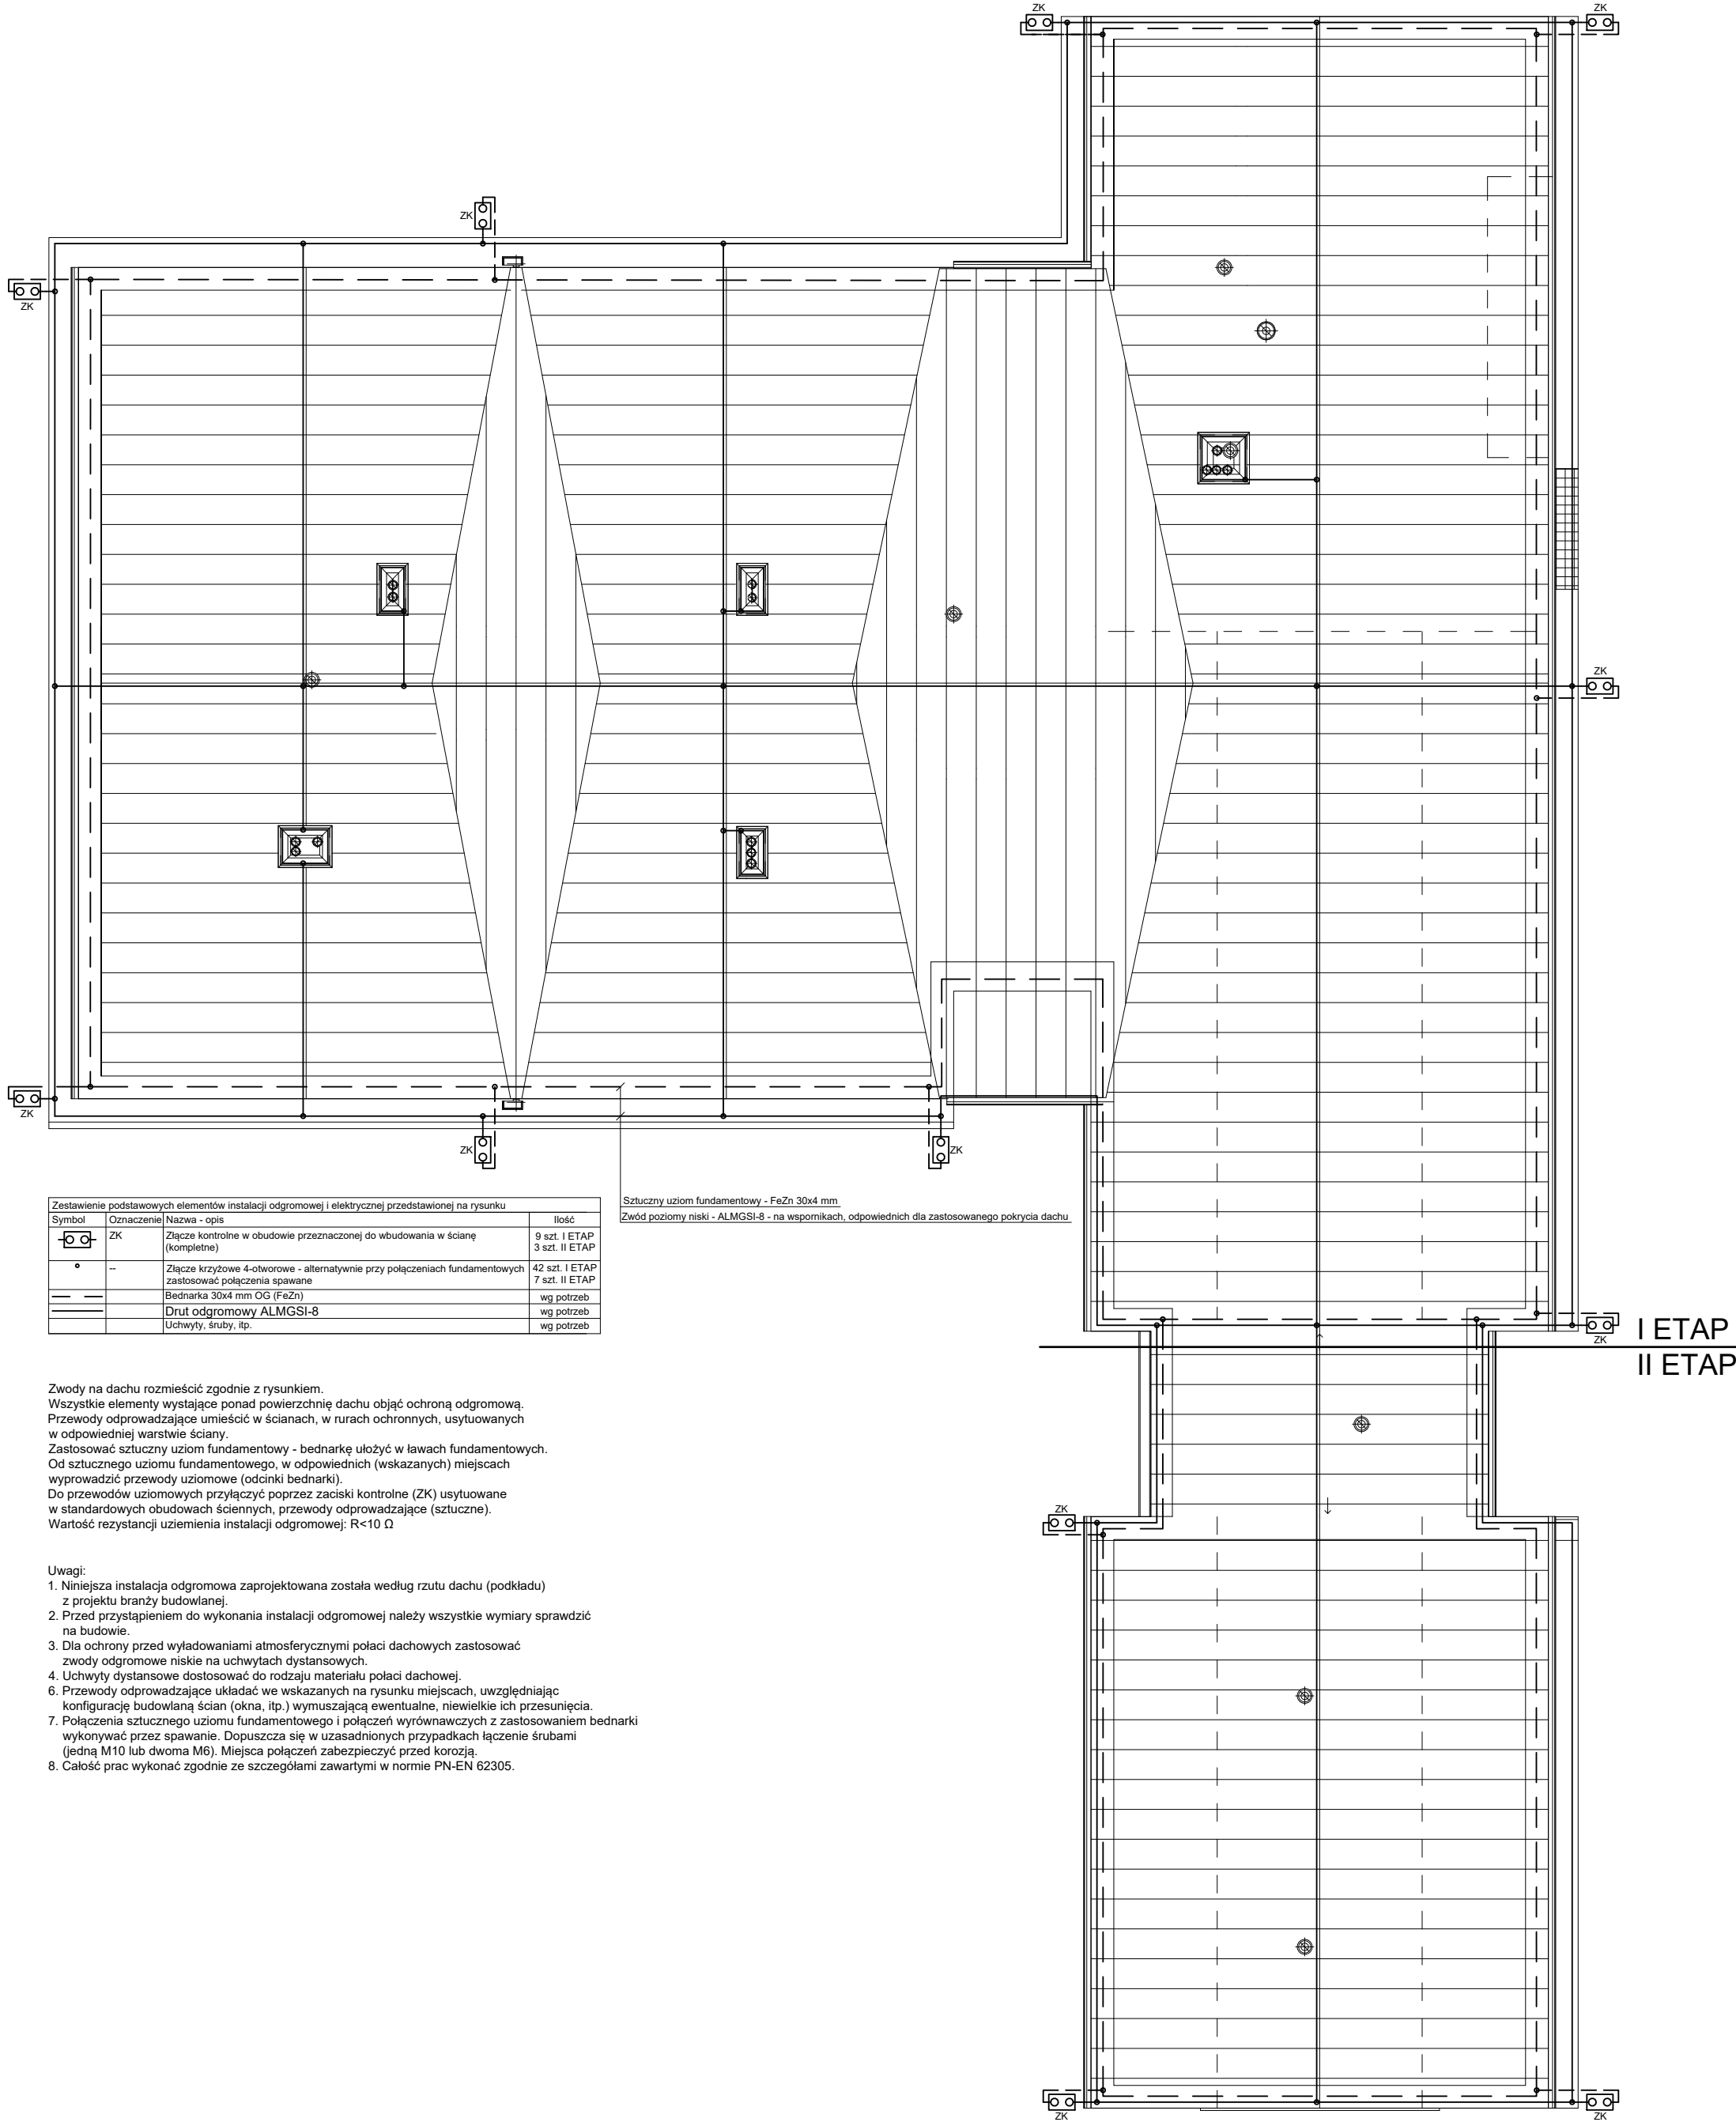 ZK
ZK
ZK
ZK
ZK
ZK
ZK
ZK
Sztuczny uziom fundamentowy - FeZn 30x4 mm
Zwód poziomy niski - ALMGSI-8 - na wspornikach, odpowiednich dla zastosowanego pokrycia dachu
Zestawienie podstawowych elementów instalacji odgromowej i elektrycznej przedstawionej na rysunku
Symbol Oznaczenie Nazwa - opis Ilość
ZK Złącze kontrolne w obudowie przeznaczonej do wbudowania w ścianę 9 szt. I ETAP
(kompletne) 3 szt. II ETAP
-- Złącze krzyżowe 4-otworowe - alternatywnie przy połączeniach fundamentowych 42 szt. I ETAP
zastosować połączenia spawane 7 szt. II ETAP
Bednarka 30x4 mm OG (FeZn) wg potrzeb
Drut odgromowy ALMGSI-8 wg potrzeb
Uchwyty, śruby, itp. wg potrzeb
ZK
I ETAP
II ETAP
Zwody na dachu rozmieścić zgodnie z rysunkiem.
Wszystkie elementy wystające ponad powierzchnię dachu objąć ochroną odgromową.
Przewody odprowadzające umieścić w ścianach, w rurach ochronnych, usytuowanych
w odpowiedniej warstwie ściany.
Zastosować sztuczny uziom fundamentowy - bednarkę ułożyć w ławach fundamentowych.
Od sztucznego uziomu fundamentowego, w odpowiednich (wskazanych) miejscach
wyprowadzić przewody uziomowe (odcinki bednarki).
Do przewodów uziomowych przyłączyć poprzez zaciski kontrolne (ZK) usytuowane
w standardowych obudowach ściennych, przewody odprowadzające (sztuczne).
Wartość rezystancji uziemienia instalacji odgromowej: R<10 Ω
ZK
Uwagi:
1. Niniejsza instalacja odgromowa zaprojektowana została według rzutu dachu (podkładu)
z projektu branży budowlanej.
2. Przed przystąpieniem do wykonania instalacji odgromowej należy wszystkie wymiary sprawdzić
na budowie.
3. Dla ochrony przed wyładowaniami atmosferycznymi połaci dachowych zastosować
zwody odgromowe niskie na uchwytach dystansowych.
4. Uchwyty dystansowe dostosować do rodzaju materiału połaci dachowej.
6. Przewody odprowadzające układać we wskazanych na rysunku miejscach, uwzględniając
konfigurację budowlaną ścian (okna, itp.) wymuszającą ewentualne, niewielkie ich przesunięcia.
7. Połączenia sztucznego uziomu fundamentowego i połączeń wyrównawczych z zastosowaniem bednarki
wykonywać przez spawanie. Dopuszcza się w uzasadnionych przypadkach łączenie śrubami
(jedną M10 lub dwoma M6). Miejsca połączeń zabezpieczyć przed korozją.
8. Całość prac wykonać zgodnie ze szczegółami zawartymi w normie PN-EN 62305.
ZK
ZK